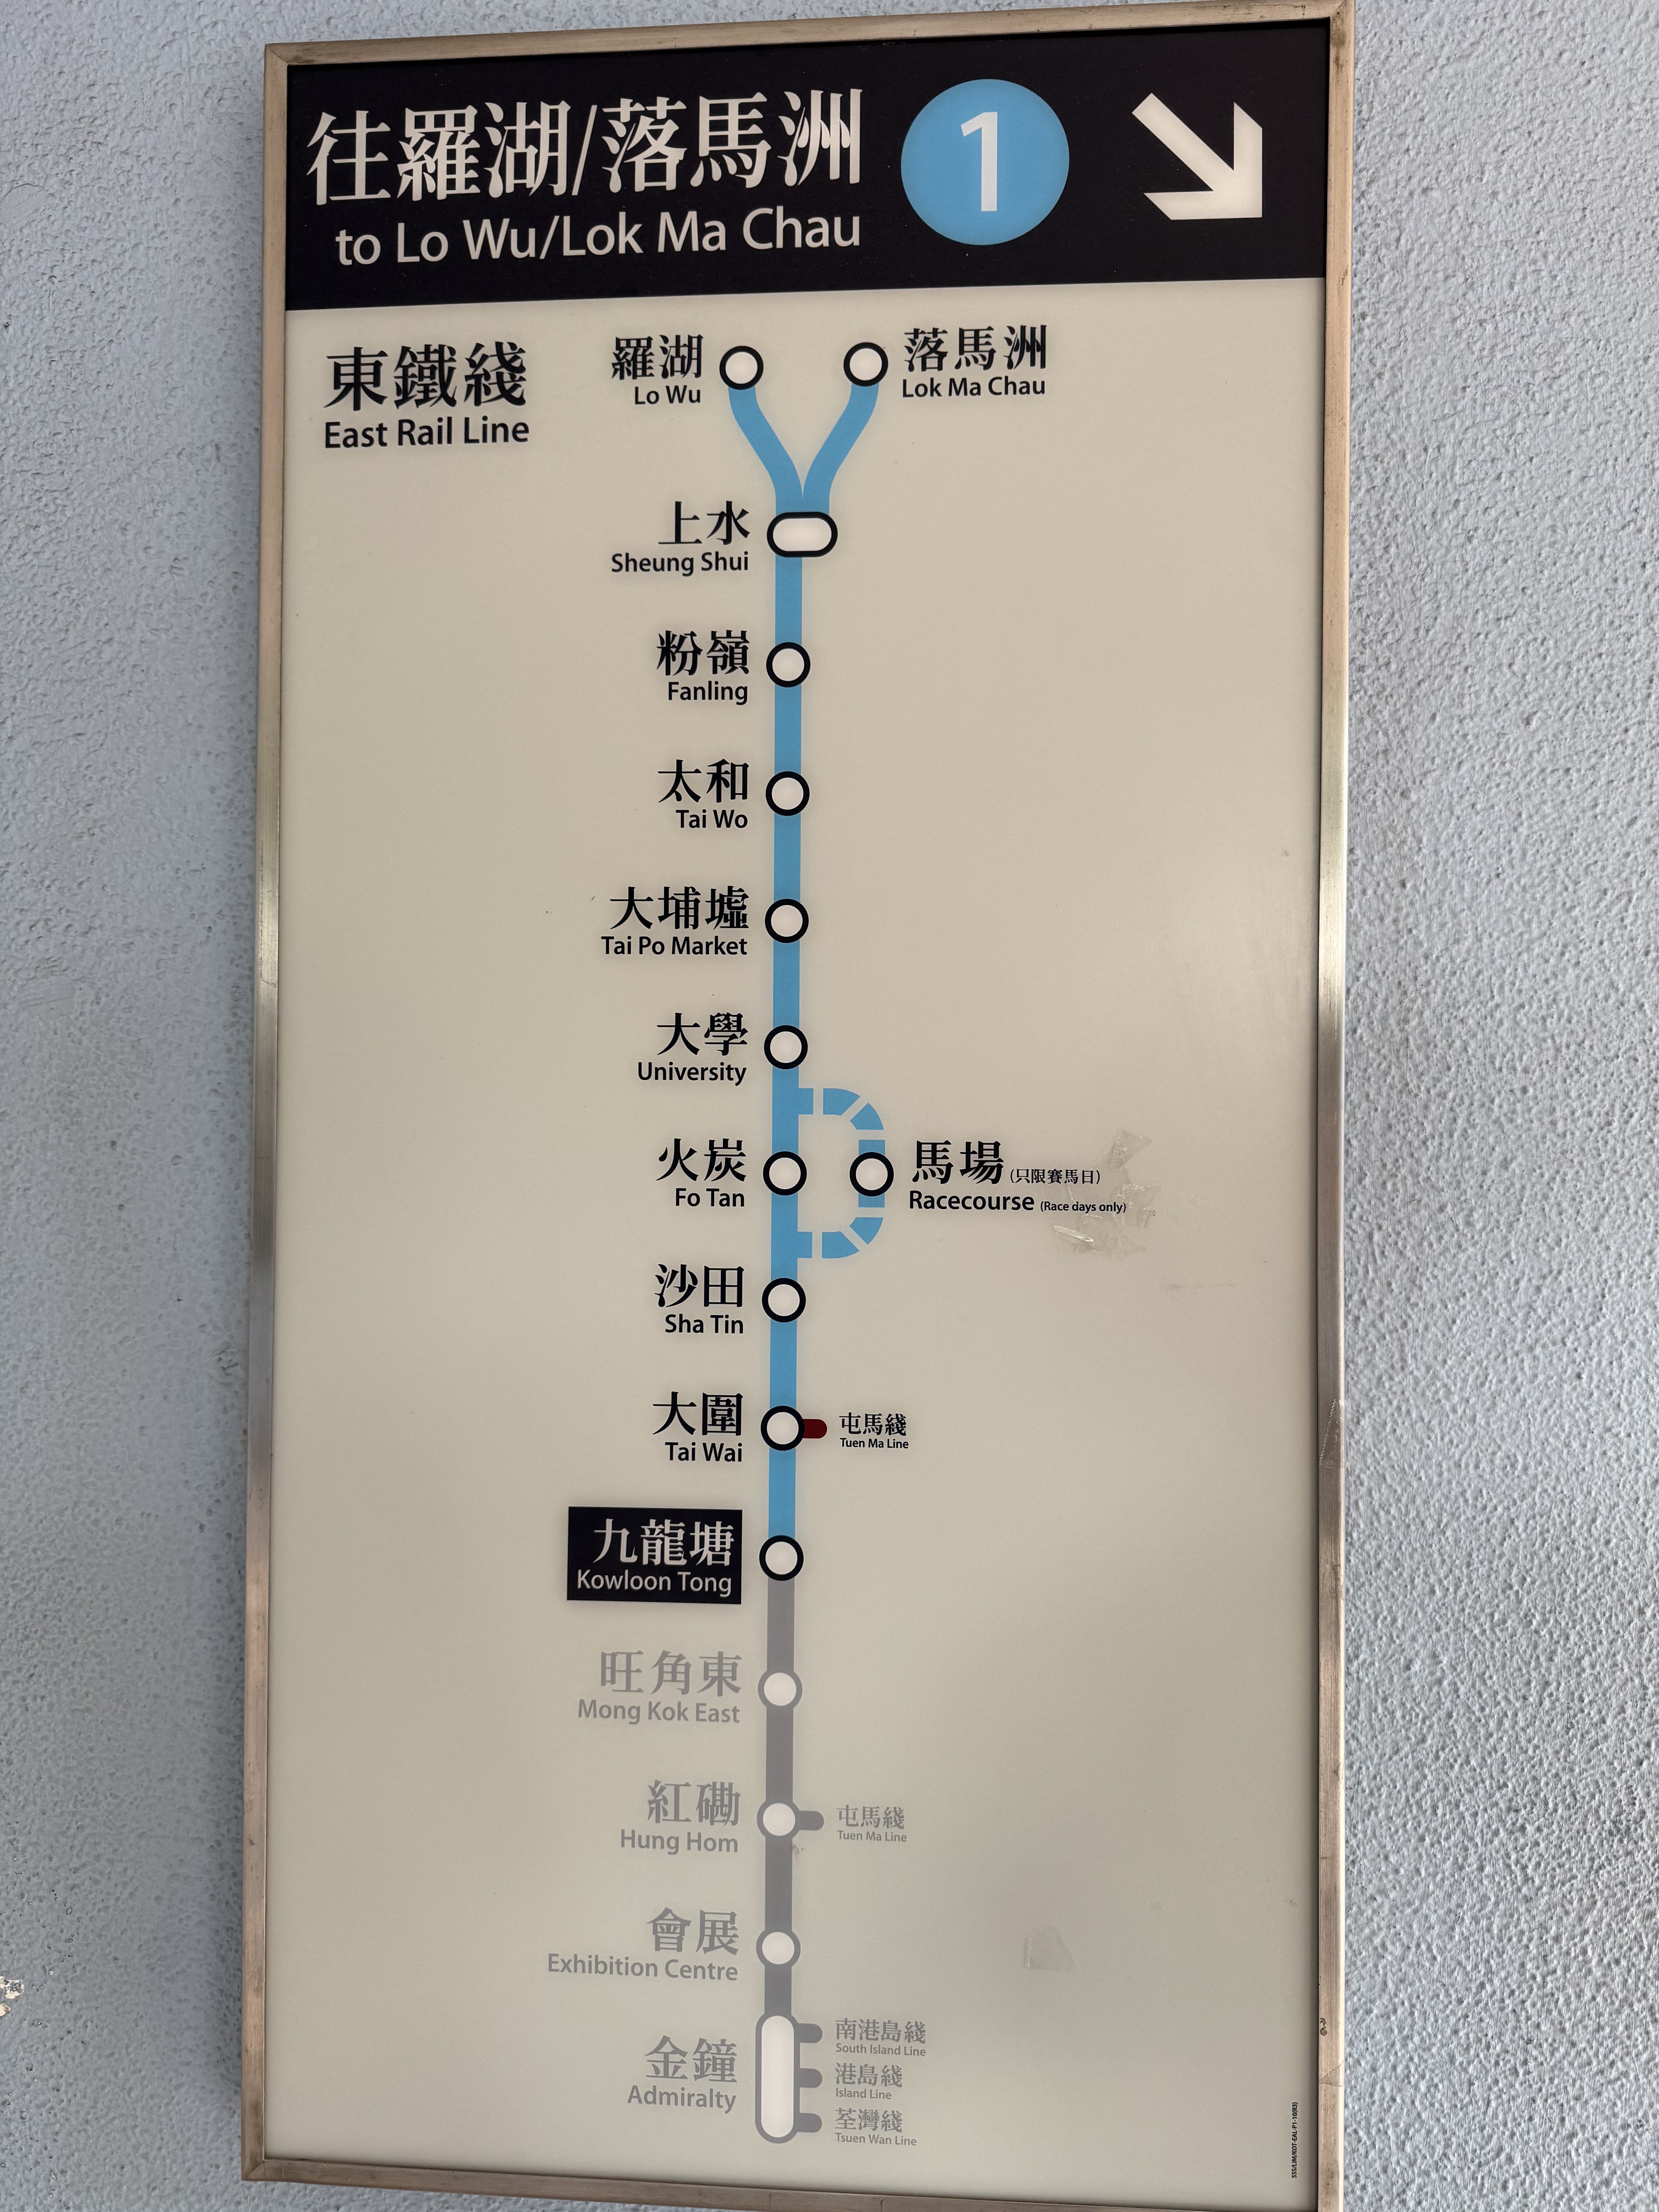 往羅湖/落馬洲
to Lo Wu/Lok Ma Chau
1
東鐵綫
East Rail Line
羅湖
Lo Wu
落馬洲
Lok Ma Chau
上水
Sheung Shui
粉嶺
Fanling
太和
Tai Wo
大埔墟
Tai Po Market
大學
University
火炭
Fo Tan
馬場 (只限賽馬日)
Racecourse (Race days only)
沙田
Sha Tin
大圍
Tai Wai
屯馬綫
Tuen Ma Line
九龍塘
Kowloon Tong
旺角東
Mong Kok East
紅磡
Hung Hom
屯馬綫
Tuen Ma Line
會展
Exhibition Centre
金鐘
Admiralty
南港島綫
South Island Line
港島綫
Island Line
荃灣綫
Tsuen Wan Line